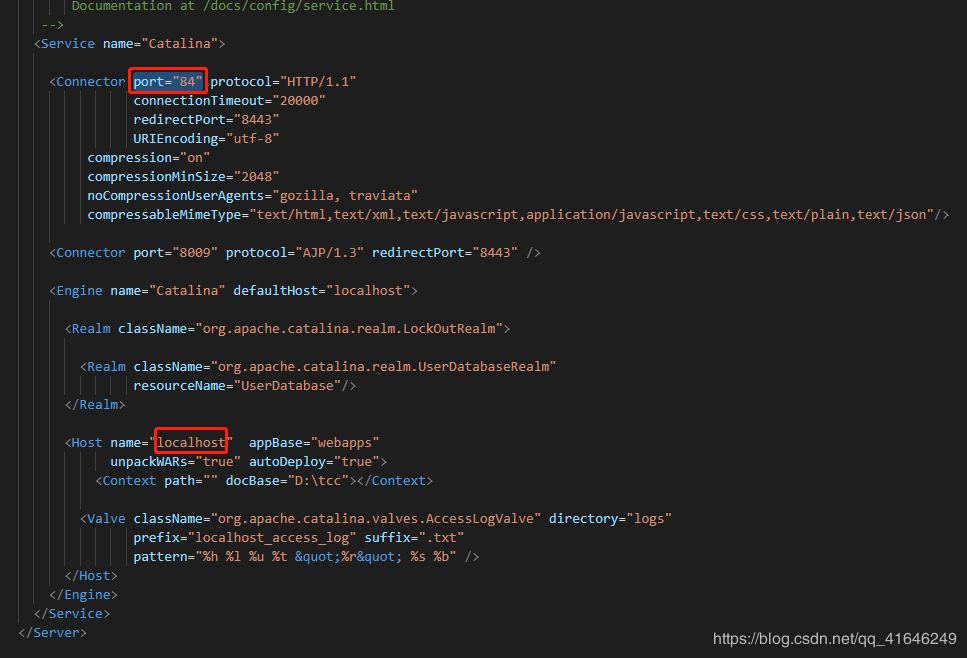 Documentation at /docs/config/service.html
-->
<Service name="Catalina">
<Connector port="84" protocol="HTTP/1.1"
connectionTimeout="20000"
redirectPort="8443"
URIEncoding="utf-8"
compression="on"
compressionMinSize="2048"
noCompressionUserAgents="gozilla, traviata"
compressableMimeType="text/html,text/xml,text/javascript,application/javascript,text/css,text/plain,text/json"/>
<Connector port="8009" protocol="AJP/1.3" redirectPort="8443" />
<Engine name="Catalina" defaultHost="localhost">
<Realm className="org.apache.catalina.realm.LockOutRealm">
<Realm className="org.apache.catalina.realm.UserDatabaseRealm"
resourceName="UserDatabase"/>
</Realm>
<Host name="localhost"  appBase="webapps"
unpackWARs="true" autoDeploy="true">
<Context path="" docBase="D:\tcc"></Context>
<Valve className="org.apache.catalina.valves.AccessLogValve" directory="logs"
prefix="localhost_access_log" suffix=".txt"
pattern="%h %l %u %t &quot;%r&quot; %s %b" />
</Host>
</Engine>
</Service>
</Server>
https://blog.csdn.net/qq_41646249